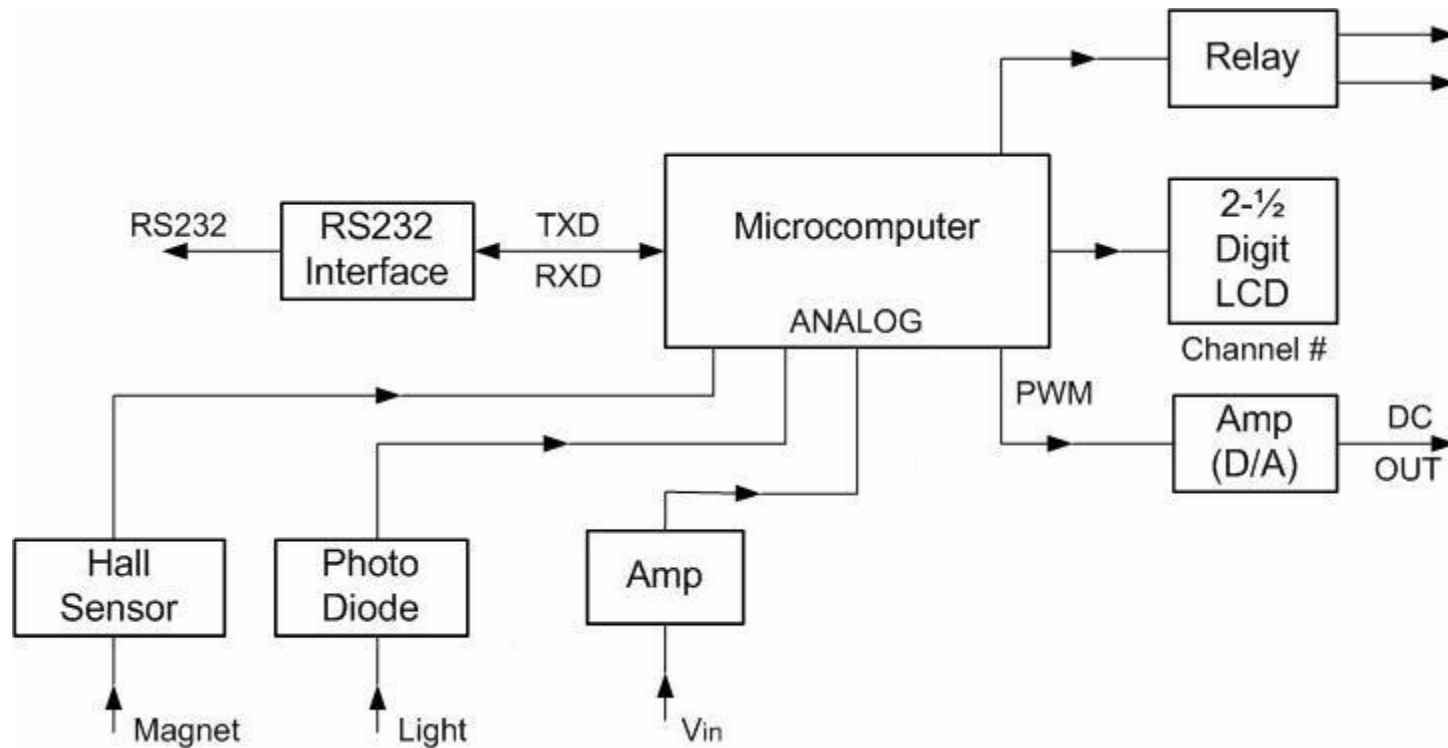 Relay
RS232
RS232
Interface
TXD
RXD
Microcomputer
ANALOG
2-½
Digit
LCD
Channel #
PWM
Amp
(D/A)
DC
OUT
Hall
Sensor
Photo
Diode
Amp
Magnet
Light
Vin